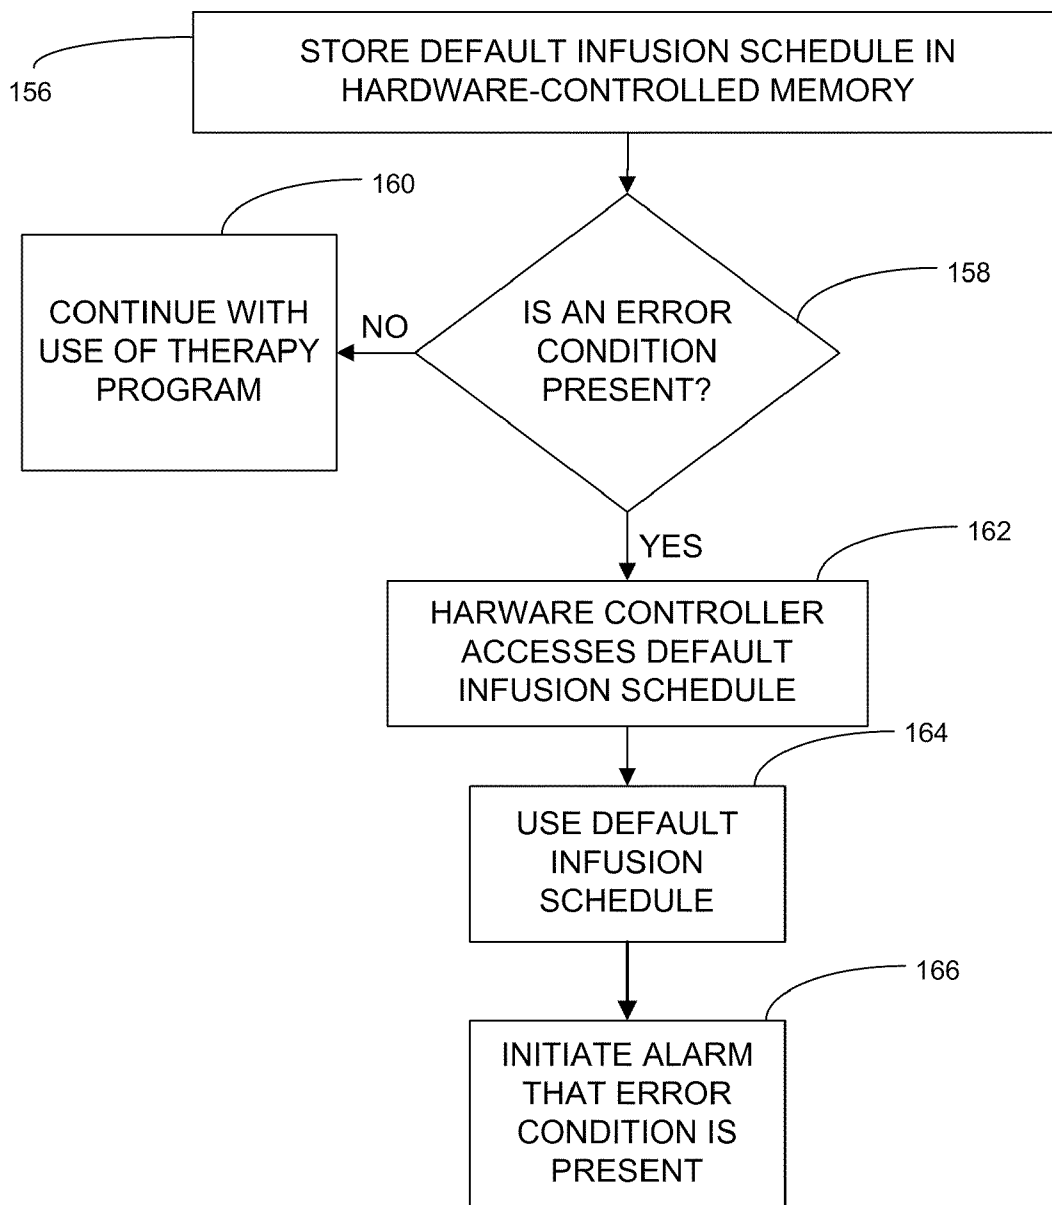 STORE DEFAULT INFUSION SCHEDULE IN
HARDWARE-CONTROLLED MEMORY
156
160
CONTINUE WITH
USE OF THERAPY
PROGRAM
NO
158
IS AN ERROR
CONDITION
PRESENT?
YES
162
HARWARE CONTROLLER
ACCESSES DEFAULT
INFUSION SCHEDULE
164
USE DEFAULT
INFUSION
SCHEDULE
166
INITIATE ALARM
THAT ERROR
CONDITION IS
PRESENT